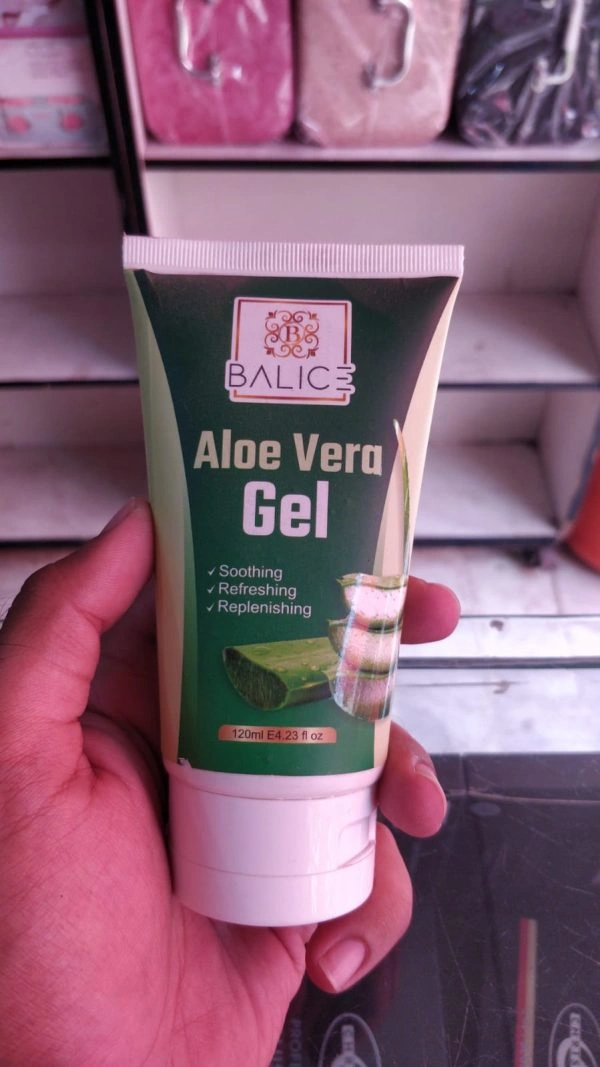 B
BALICE
Aloe Vera
Gel
✓ Soothing
✓ Refreshing
✓ Replenishing
120ml E4.23 fl oz